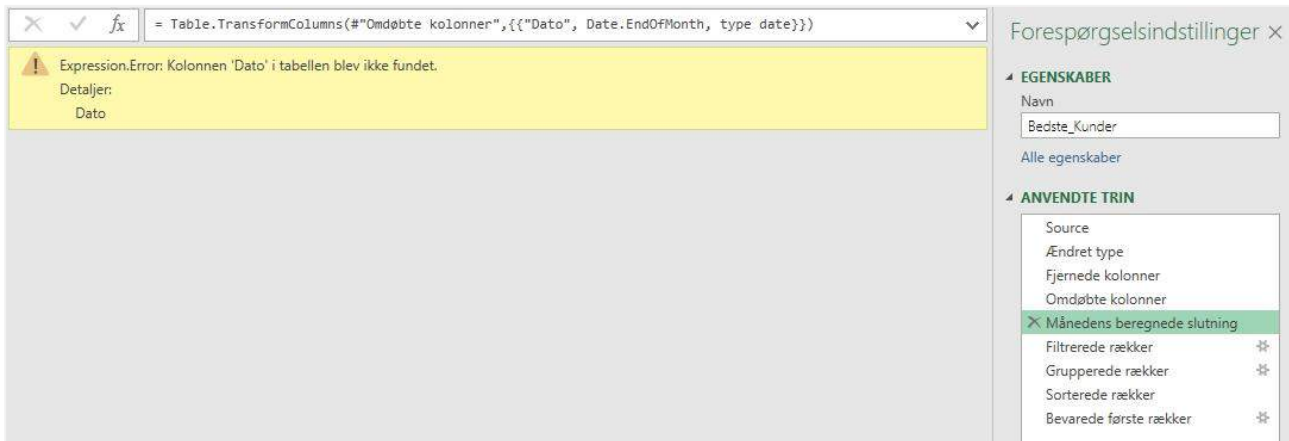 fx = Table.TransformColumns(#"Omdøbte kolonner",{{"Dato", Date.EndOfMonth, type date}})
Expression.Error: Kolonnen 'Dato' i tabellen blev ikke fundet.
Detaljer:
Dato
Forespørgselsindstillinger
EGENSKABER
Navn
Bedste_Kunder
Alle egenskaber
ANVENDTE TRIN
Source
Ændret type
Fjernede kolonner
Omdøbte kolonner
Månedens beregnede slutning
Filtrerede rækker
Grupperede rækker
Sorterede rækker
Bevarede første rækker